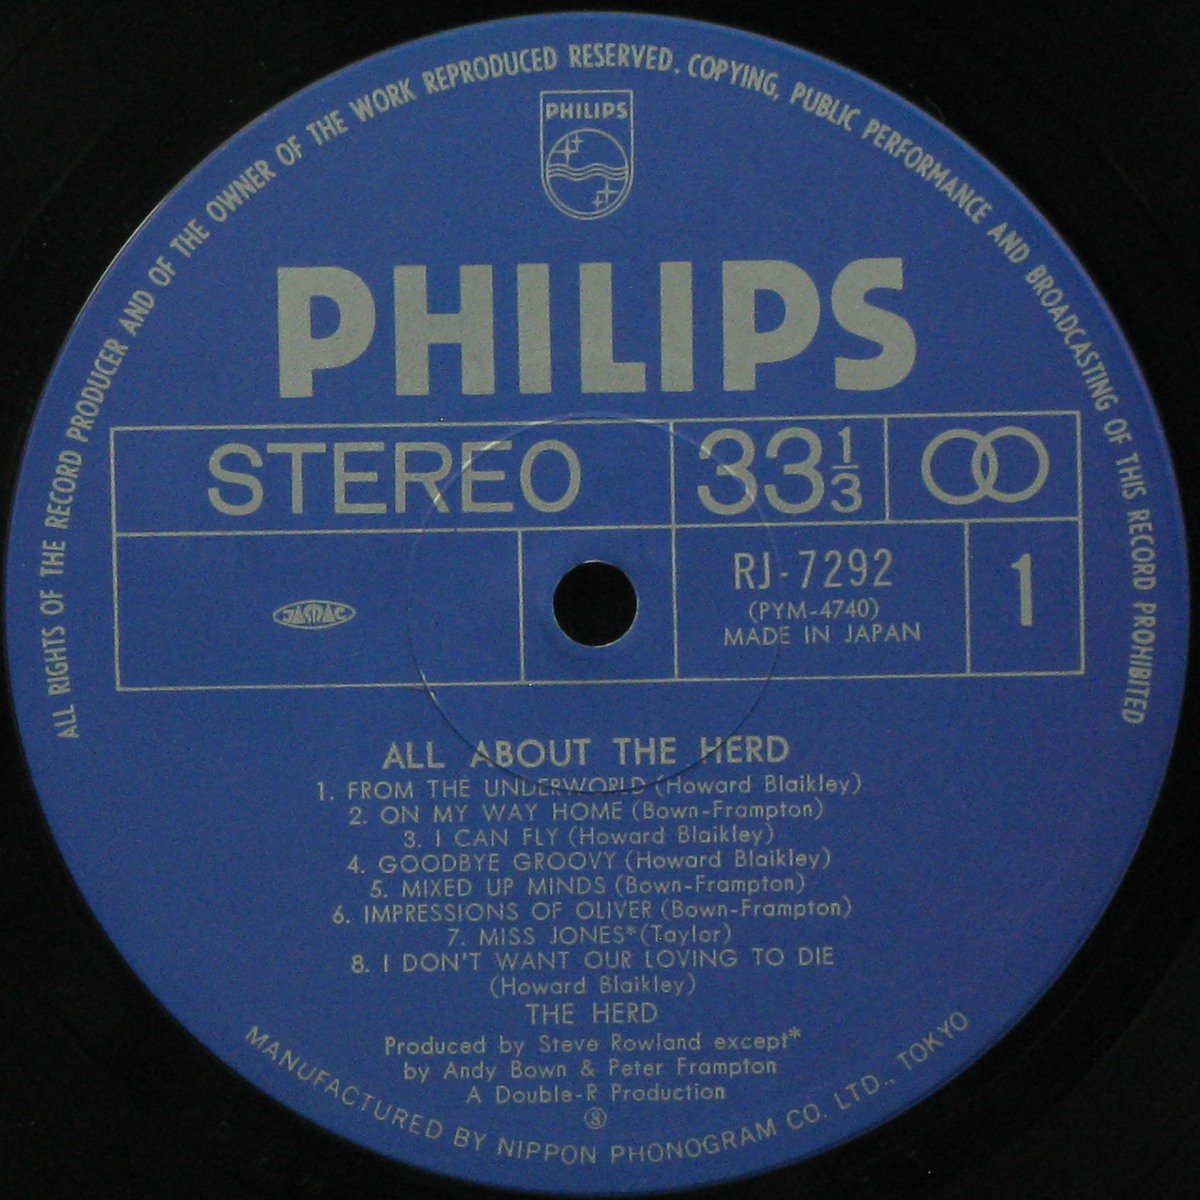 ALL RIGHTS OF THE RECORD PRODUCER AND OF THE OWNER OF THE WORK REPRODUCED RESERVED. COPYING, PUBLIC PERFORMANCE AND BROADCASTING OF THIS RECORD PROHIBITED
PHILIPS
PHILIPS
STEREO
33 1/3
JASRAC
RJ-7292
(PYM-4740)
MADE IN JAPAN
1
ALL ABOUT THE HERD
1. FROM THE UNDERWORLD (Howard Blaikley)
2. ON MY WAY HOME (Bown-Frampton)
3. I CAN FLY (Howard Blaikley)
4. GOODBYE GROOVY (Howard Blaikley)
5. MIXED UP MINDS (Bown-Frampton)
6. IMPRESSIONS OF OLIVER (Bown-Frampton)
7. MISS JONES* (Taylor)
8. I DON'T WANT OUR LOVING TO DIE
(Howard Blaikley)
THE HERD
Produced by Steve Rowland except*
by Andy Bown & Peter Frampton
A Double-R Production
⑧
MANUFACTURED BY NIPPON PHONOGRAM CO. LTD., TOKYO